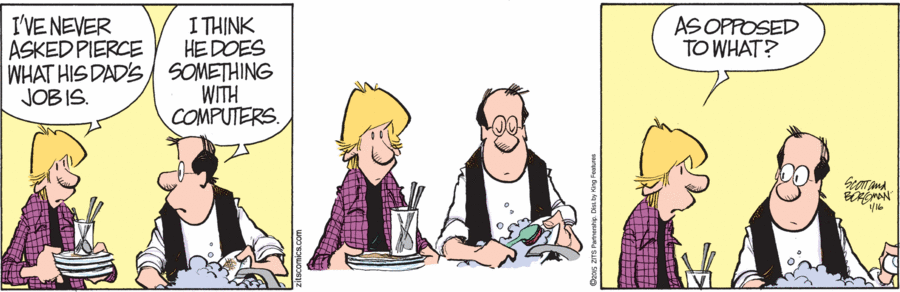 I'VE NEVER
ASKED PIERCE
WHAT HIS DAD'S
JOB IS.
I THINK
HE DOES
SOMETHING
WITH
COMPUTERS.
zitscomics.com
©2015 ZITS Partnership. Dist. by King Features
AS OPPOSED
TO WHAT?
SCOTT AND
BORGMAN
1/16